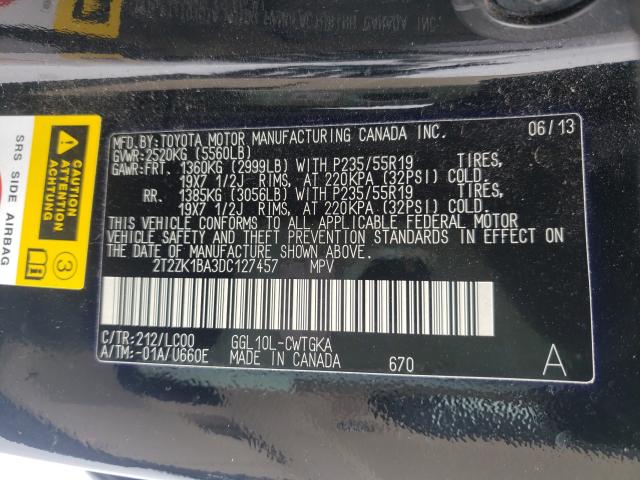 MFD. BY: TOYOTA MOTOR MANUFACTURING CANADA INC. 06/13
GVWR: 2520KG (5560LB)
GAWR: FRT. 1360KG (2999LB) WITH P235/55R19 TIRES,
19X7 1/2J RIMS, AT 220KPA (32PSI) COLD.
RR. 1385KG (3056LB) WITH P235/55R19 TIRES,
19X7 1/2J RIMS, AT 220KPA (32PSI) COLD.
THIS VEHICLE CONFORMS TO ALL APPLICABLE FEDERAL MOTOR
VEHICLE SAFETY AND THEFT PREVENTION STANDARDS IN EFFECT ON
THE DATE OF MANUFACTURE SHOWN ABOVE.
2T2ZK1BA3DC127457 MPV
C/TR: 212/LC00 GGL10L-CWTGKA
A/TM: -01A/U660E MADE IN CANADA 670 A
SRS SIDE AIRBAG
CAUTION
ATTENTION
ACHTUNG
3